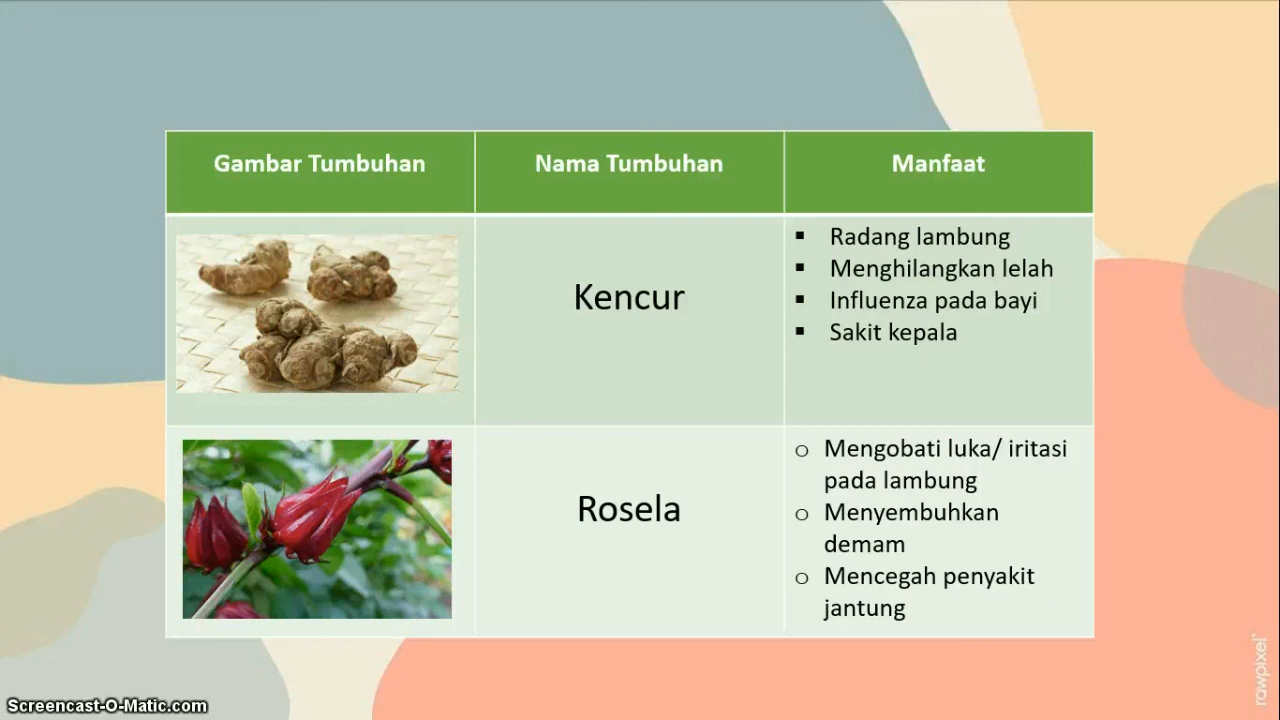 Gambar Tumbuhan
Nama Tumbuhan
Manfaat
Kencur
▪ Radang lambung
▪ Menghilangkan lelah
▪ Influenza pada bayi
▪ Sakit kepala
Rosela
o Mengobati luka/ iritasi
pada lambung
o Menyembuhkan
demam
o Mencegah penyakit
jantung
rawpixel
Screencast-O-Matic.com